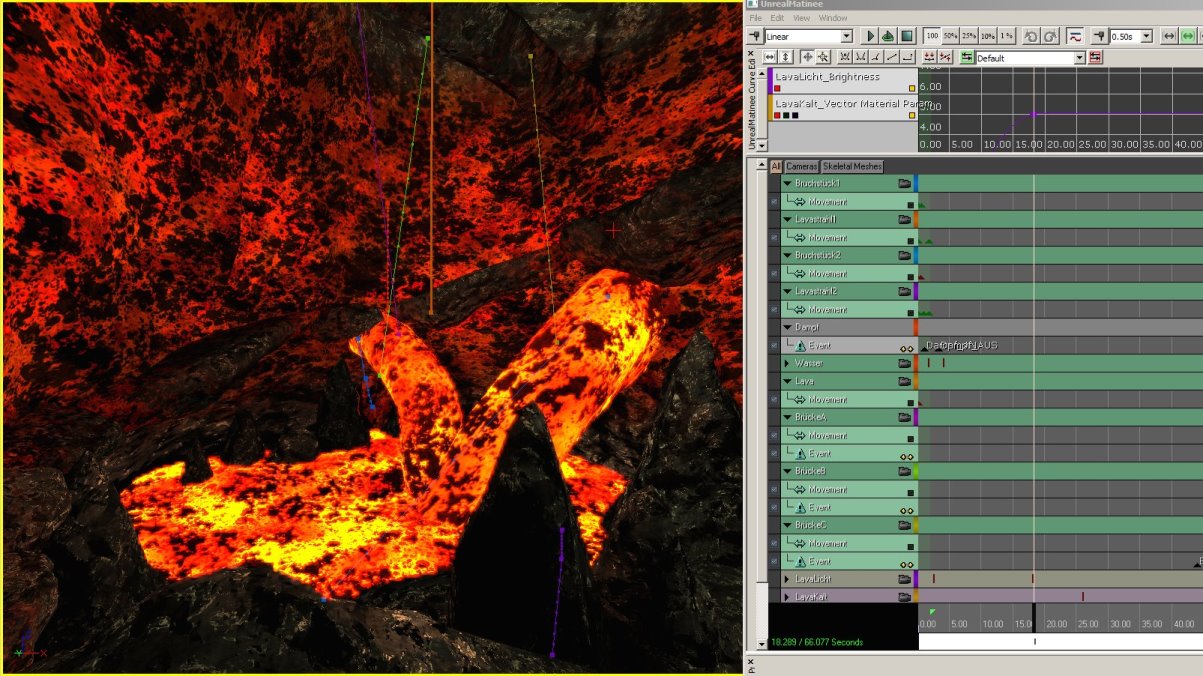 UnrealMatinee
File Edit View Window
Linear 100 50% 25% 10% 1% 0.50s
Default
UnrealMatinee Curve Edi
LavaLicht_Brightness
LavaKalt_Vector Material Param
6.00
5.00
4.00
0.00 5.00 10.00 15.00 20.00 25.00 30.00 35.00 40.00
All Cameras Skeletal Meshes
Bruchstück1
Movement
Lavastrahl1
Movement
Bruchstück2
Movement
Lavastrahl2
Movement
Dampf
Event
Wasser
Lava
Movement
BrückeA
Movement
Event
BrückeB
Movement
Event
BrückeC
Movement
Event
LavaLicht
LavaKalt
0.00 5.00 10.00 15.00 20.00 25.00 30.00 35.00 40.00
18.289 / 66.077 Seconds
Y X